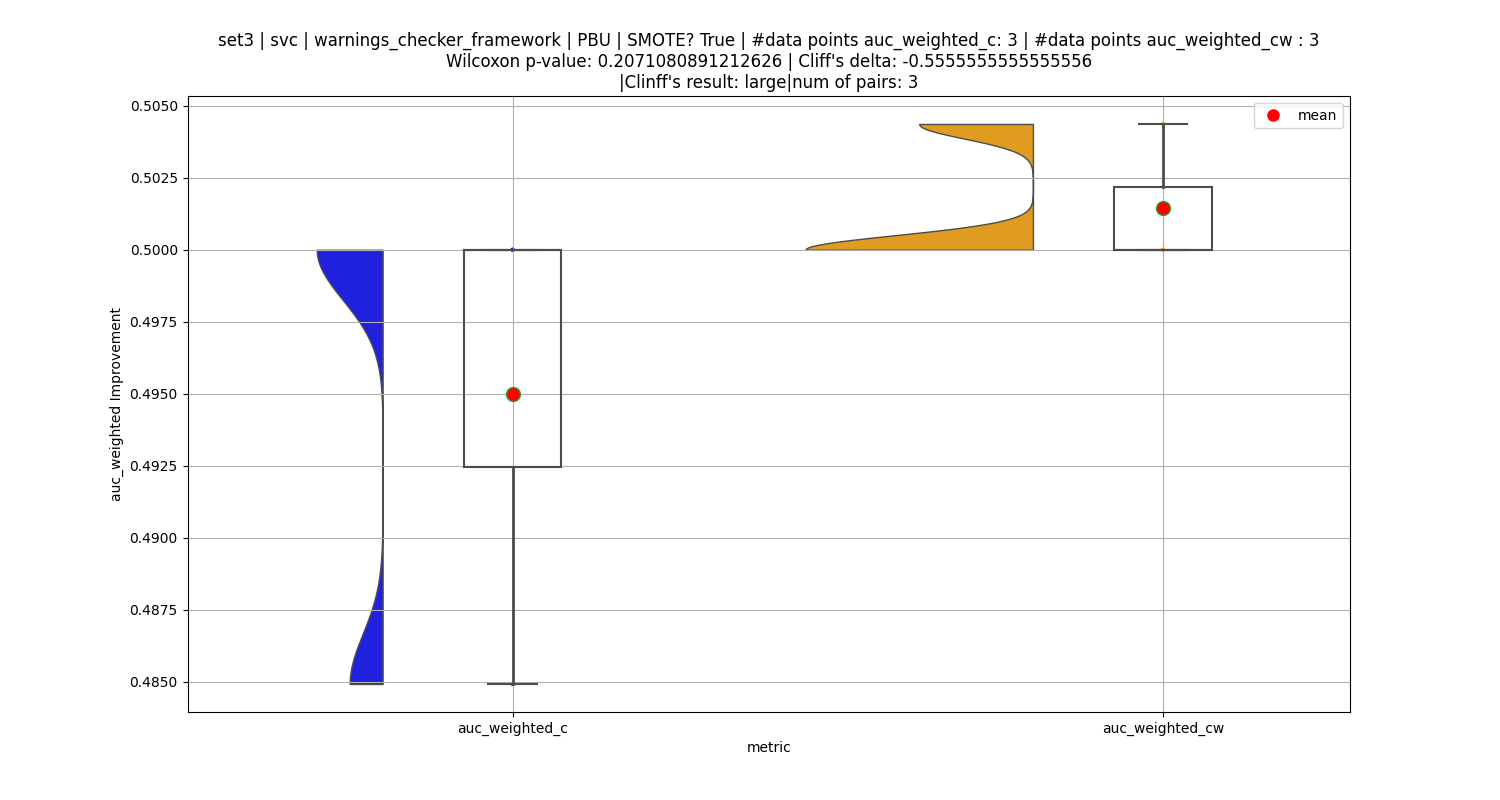 set3 | svc | warnings_checker_framework | PBU | SMOTE? True | #data points auc_weighted_c: 3 | #data points auc_weighted_cw : 3
Wilcoxon p-value: 0.2071080891212626 | Cliff's delta: -0.5555555555555556
|Clinff's result: large|num of pairs: 3
mean
0.5050
0.5025
0.5000
0.4975
0.4950
0.4925
0.4900
0.4875
0.4850
auc_weighted Improvement
auc_weighted_c
auc_weighted_cw
metric